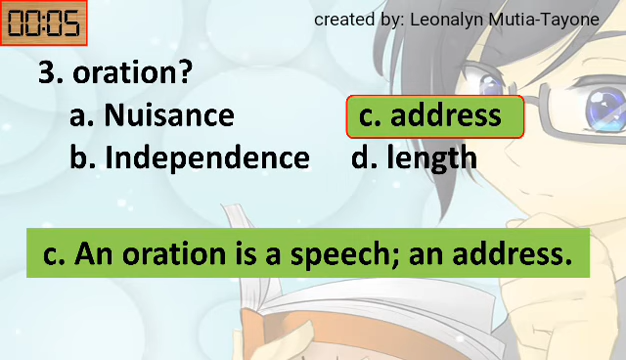 00:05
created by: Leonalyn Mutia-Tayone
3. oration?
a. Nuisance c. address
b. Independence d. length
c. An oration is a speech; an address.